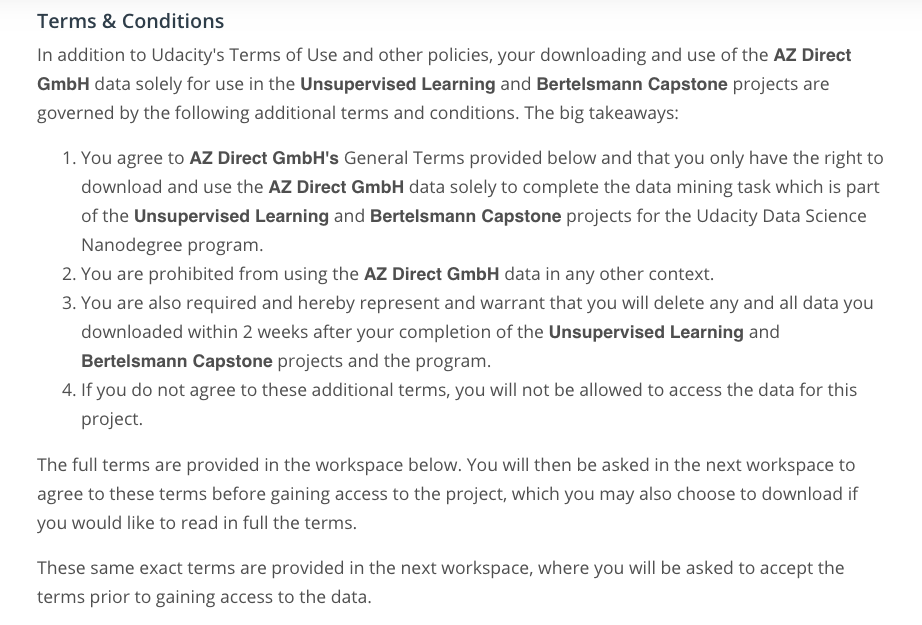 Terms & Conditions
In addition to Udacity's Terms of Use and other policies, your downloading and use of the AZ Direct
GmbH data solely for use in the Unsupervised Learning and Bertelsmann Capstone projects are
governed by the following additional terms and conditions. The big takeaways:
1. You agree to AZ Direct GmbH's General Terms provided below and that you only have the right to
download and use the AZ Direct GmbH data solely to complete the data mining task which is part
of the Unsupervised Learning and Bertelsmann Capstone projects for the Udacity Data Science
Nanodegree program.
2. You are prohibited from using the AZ Direct GmbH data in any other context.
3. You are also required and hereby represent and warrant that you will delete any and all data you
downloaded within 2 weeks after your completion of the Unsupervised Learning and
Bertelsmann Capstone projects and the program.
4. If you do not agree to these additional terms, you will not be allowed to access the data for this
project.
The full terms are provided in the workspace below. You will then be asked in the next workspace to
agree to these terms before gaining access to the project, which you may also choose to download if
you would like to read in full the terms.
These same exact terms are provided in the next workspace, where you will be asked to accept the
terms prior to gaining access to the data.